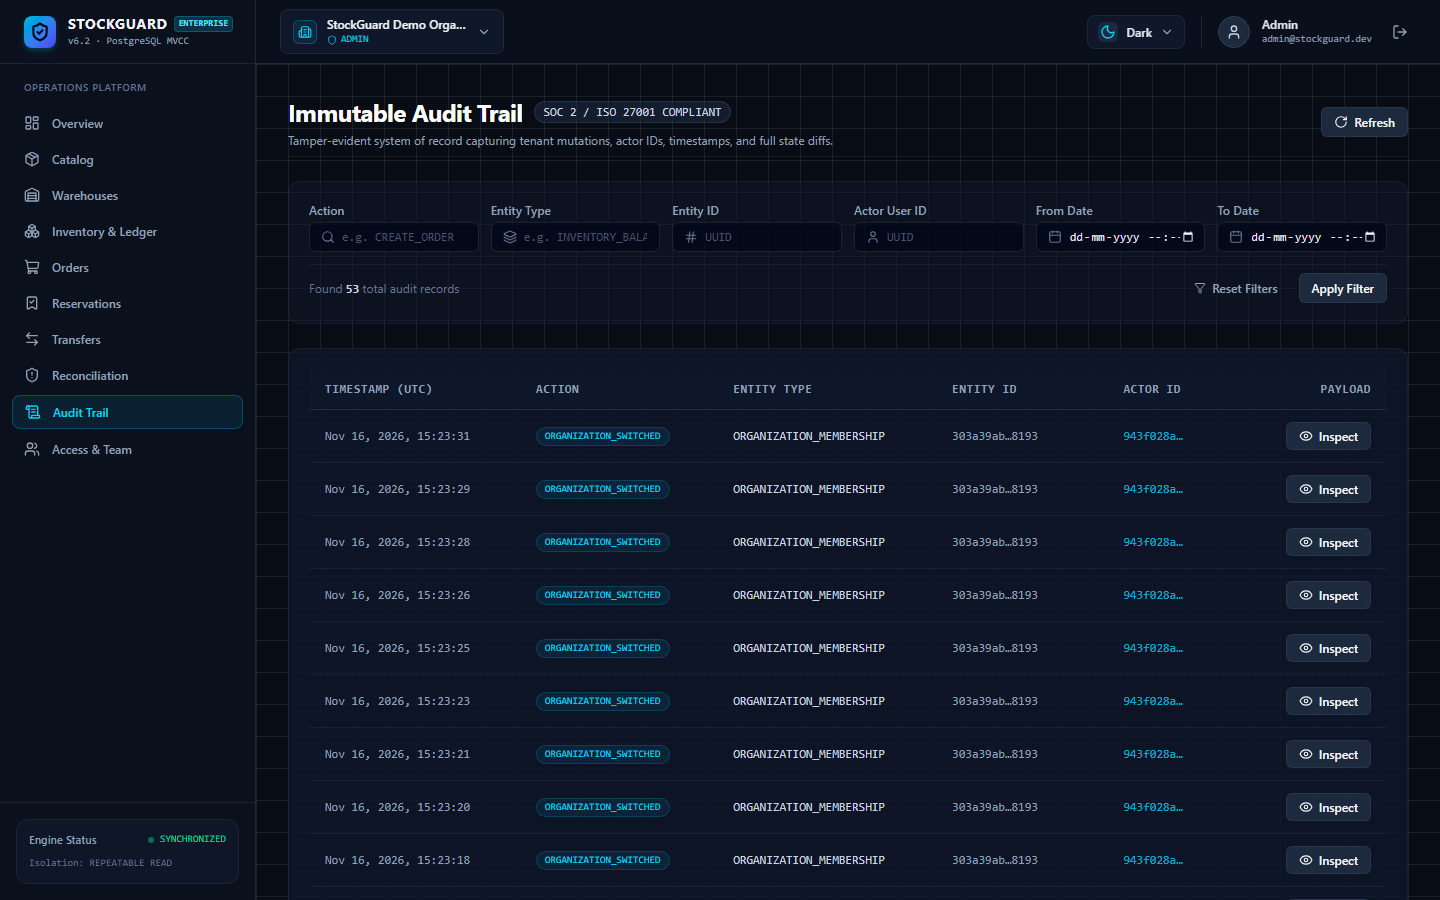 STOCKGUARD ENTERPRISE
v6.2 · PostgreSQL MVCC
StockGuard Demo Orga...
ADMIN
Dark
Admin
admin@stockguard.dev
OPERATIONS PLATFORM
Overview
Catalog
Warehouses
Inventory & Ledger
Orders
Reservations
Transfers
Reconciliation
Audit Trail
Access & Team
Engine Status SYNCHRONIZED
Isolation: REPEATABLE READ
Immutable Audit Trail SOC 2 / ISO 27001 COMPLIANT
Tamper-evident system of record capturing tenant mutations, actor IDs, timestamps, and full state diffs.
Refresh
Action Entity Type Entity ID Actor User ID From Date To Date
e.g. CREATE_ORDER e.g. INVENTORY_BALA UUID UUID dd-mm-yyyy --:-- dd-mm-yyyy --:--
Found 53 total audit records Reset Filters Apply Filter
TIMESTAMP (UTC) ACTION ENTITY TYPE ENTITY ID ACTOR ID PAYLOAD
Nov 16, 2026, 15:23:31 ORGANIZATION_SWITCHED ORGANIZATION_MEMBERSHIP 303a39ab…8193 943f028a… Inspect
Nov 16, 2026, 15:23:29 ORGANIZATION_SWITCHED ORGANIZATION_MEMBERSHIP 303a39ab…8193 943f028a… Inspect
Nov 16, 2026, 15:23:28 ORGANIZATION_SWITCHED ORGANIZATION_MEMBERSHIP 303a39ab…8193 943f028a… Inspect
Nov 16, 2026, 15:23:26 ORGANIZATION_SWITCHED ORGANIZATION_MEMBERSHIP 303a39ab…8193 943f028a… Inspect
Nov 16, 2026, 15:23:25 ORGANIZATION_SWITCHED ORGANIZATION_MEMBERSHIP 303a39ab…8193 943f028a… Inspect
Nov 16, 2026, 15:23:23 ORGANIZATION_SWITCHED ORGANIZATION_MEMBERSHIP 303a39ab…8193 943f028a… Inspect
Nov 16, 2026, 15:23:21 ORGANIZATION_SWITCHED ORGANIZATION_MEMBERSHIP 303a39ab…8193 943f028a… Inspect
Nov 16, 2026, 15:23:20 ORGANIZATION_SWITCHED ORGANIZATION_MEMBERSHIP 303a39ab…8193 943f028a… Inspect
Nov 16, 2026, 15:23:18 ORGANIZATION_SWITCHED ORGANIZATION_MEMBERSHIP 303a39ab…8193 943f028a… Inspect